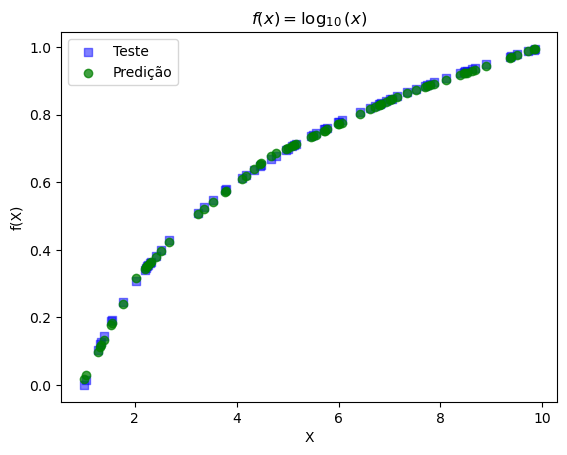 f(x) = log₁₀(x)
Teste
Predição
1.0
0.8
0.6
0.4
0.2
0.0
f(X)
2
4
6
8
10
X